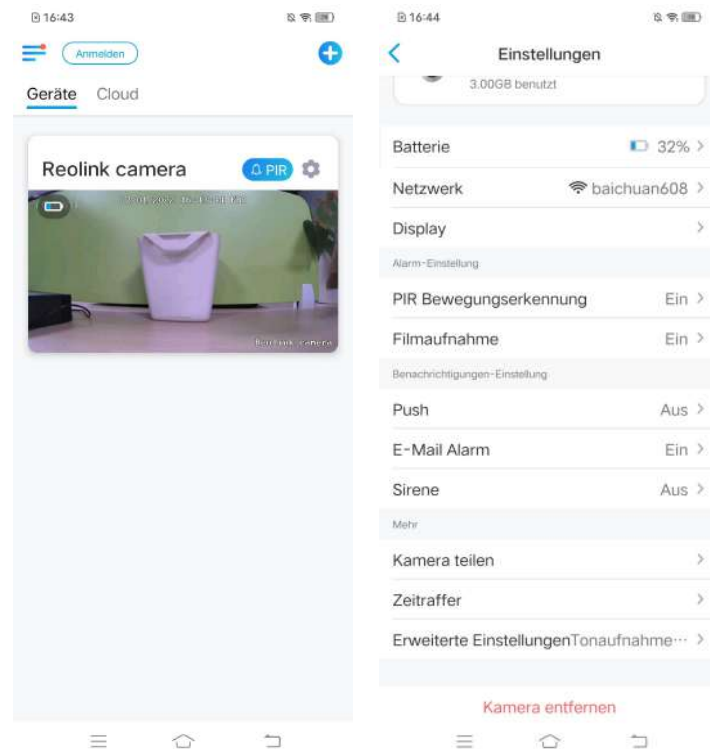 16:43
Anmelden
Geräte Cloud
Reolink camera PIR
Reolink camera
16:44
Einstellungen
3.00GB benutzt
Batterie 32%
Netzwerk baichuan608
Display
Alarm-Einstellung
PIR Bewegungserkennung Ein
Filmaufnahme Ein
Benachrichtigungen-Einstellung
Push Aus
E-Mail Alarm Ein
Sirene Aus
Mehr
Kamera teilen
Zeitraffer
Erweiterte EinstellungenTonaufnahme···
Kamera entfernen